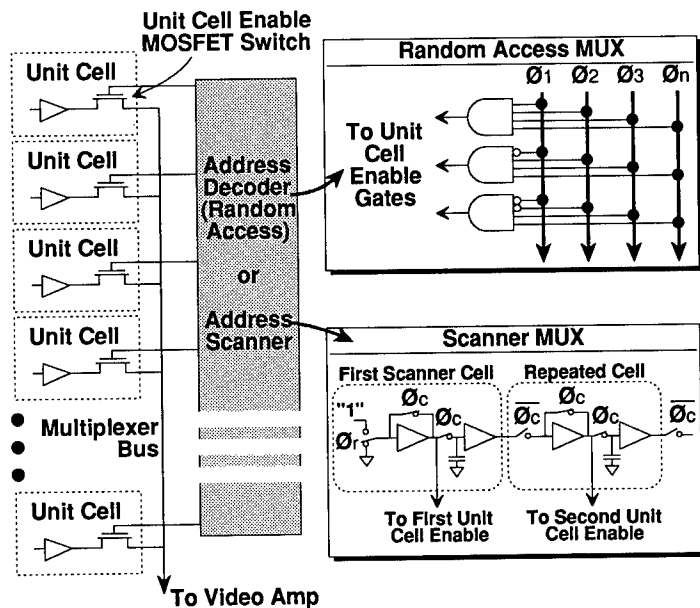 Unit Cell Enable
MOSFET Switch
Unit Cell
Unit Cell
Unit Cell
Unit Cell
Multiplexer
Bus
Unit Cell
To Video Amp
Address
Decoder
(Random
Access)
or
Address
Scanner
Random Access MUX
Ø1 Ø2 Ø3 Øn
To Unit
Cell
Enable
Gates
Scanner MUX
First Scanner Cell
Repeated Cell
"1"
Ør
Øc
Øc
Ø̅c̅
Øc
Øc
Ø̅c̅
To First Unit
Cell Enable
To Second Unit
Cell Enable